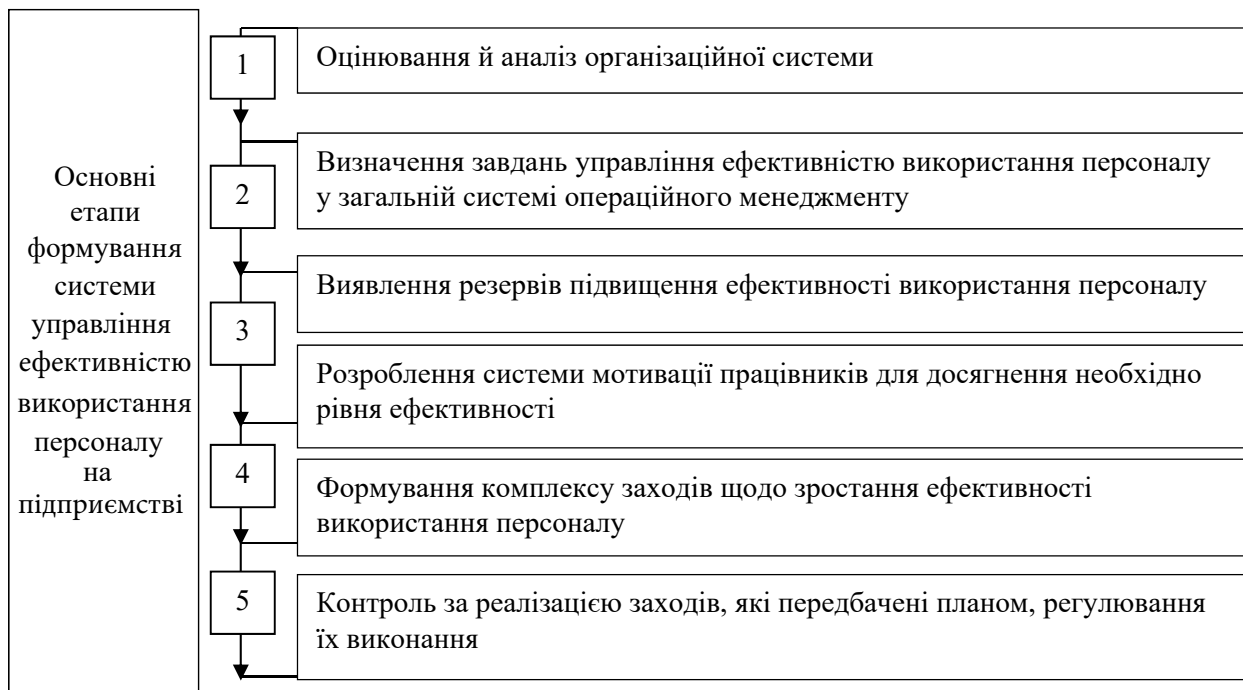 Основні
етапи
формування
системи
управління
ефективністю
використання
персоналу
на
підприємстві
1
Оцінювання й аналіз організаційної системи
2
Визначення завдань управління ефективністю використання персоналу
у загальній системі операційного менеджменту
3
Виявлення резервів підвищення ефективності використання персоналу
Розроблення системи мотивації працівників для досягнення необхідно
рівня ефективності
4
Формування комплексу заходів щодо зростання ефективності
використання персоналу
5
Контроль за реалізацією заходів, які передбачені планом, регулювання
їх виконання